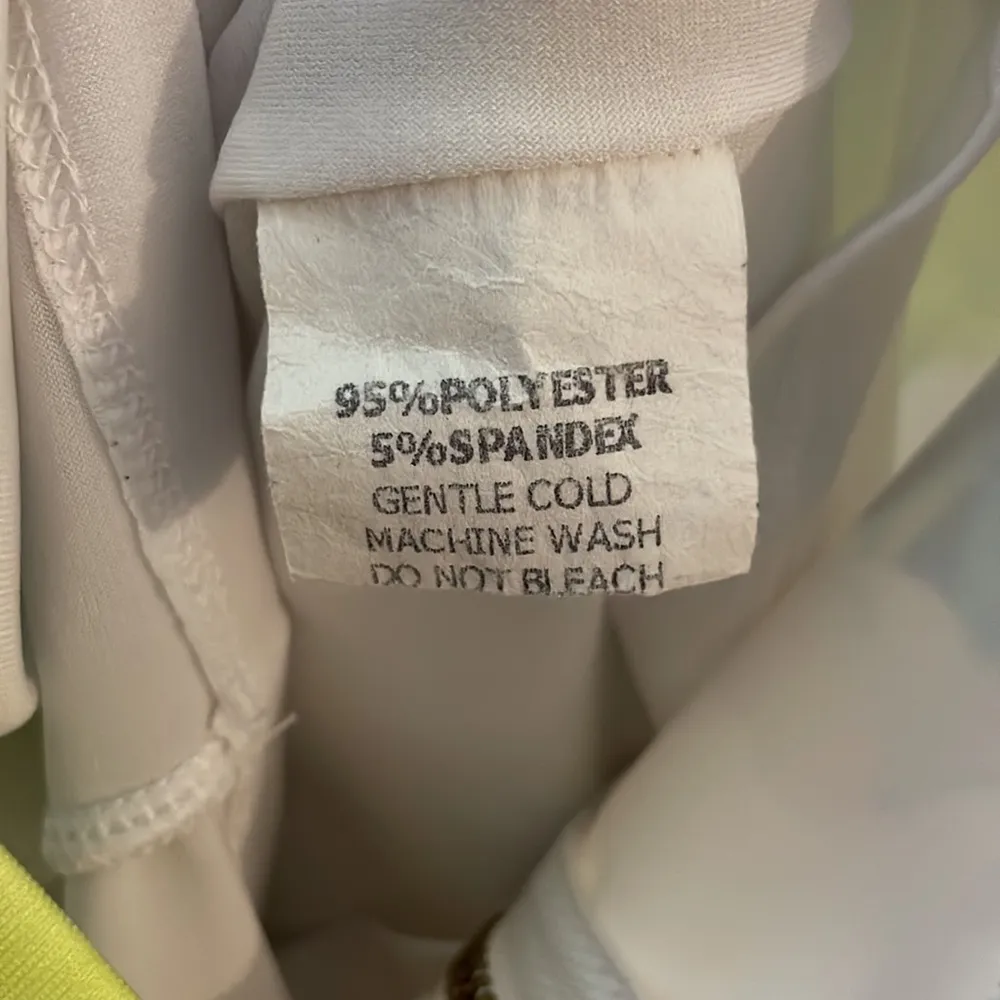 95%POLYESTER
5%SPANDEX
GENTLE COLD
MACHINE WASH
DO NOT BLEACH